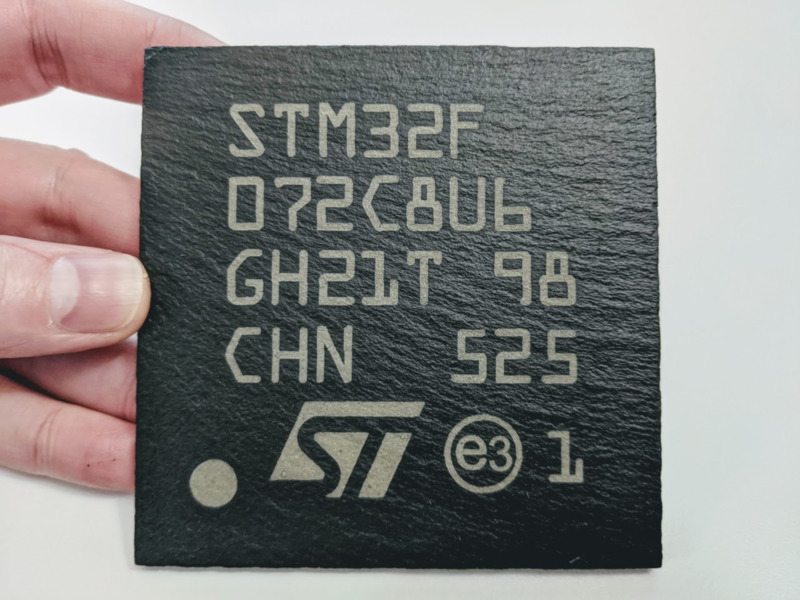 STM32F
072C8U6
GH21T 98
CHN 525
ST e3 1